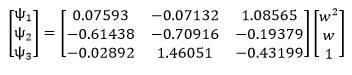 [ψ₁] = [0.07593 −0.07132 1.08565] [w²]
[ψ₂] = [−0.61438 −0.70916 −0.19379] [w]
[ψ₃] = [−0.02892 1.46051 −0.43199] [1]